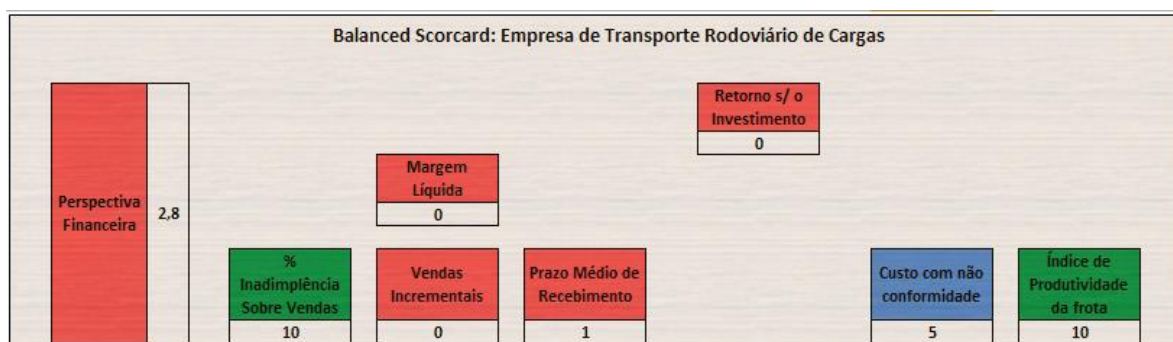 Balanced Scorcard: Empresa de Transporte Rodoviário de Cargas
Retorno s/ o
Investimento
0
Margem
Líquida
0
Perspectiva
Financeira
2,8
%
Inadimplência
Sobre Vendas
10
Vendas
Incrementais
0
Prazo Médio de
Recebimento
1
Custo com não
conformidade
5
Índice de
Produtividade
da frota
10